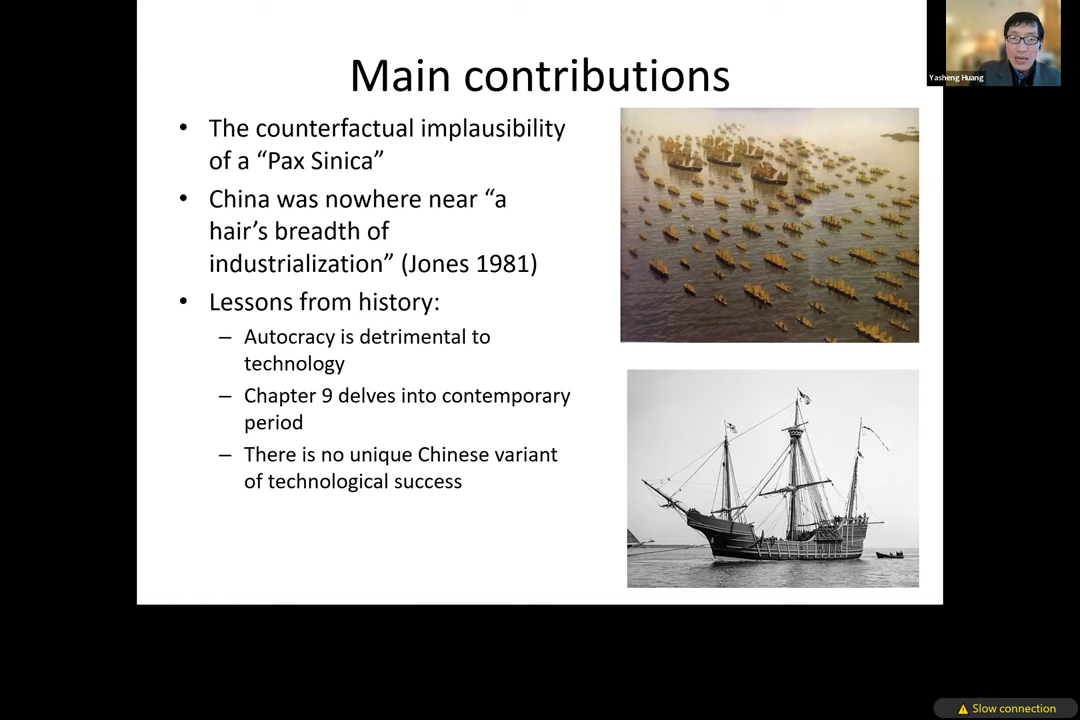 Main contributions
• The counterfactual implausibility
of a “Pax Sinica”
• China was nowhere near “a
hair’s breadth of
industrialization” (Jones 1981)
• Lessons from history:
– Autocracy is detrimental to
technology
– Chapter 9 delves into contemporary
period
– There is no unique Chinese variant
of technological success
Yasheng Huang
Slow connection